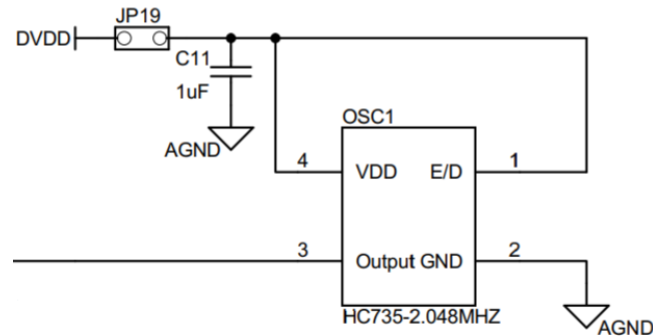 JP19
DVDD
C11
1uF
AGND
OSC1
4 VDD E/D 1
3 Output GND 2
HC735-2.048MHZ
AGND